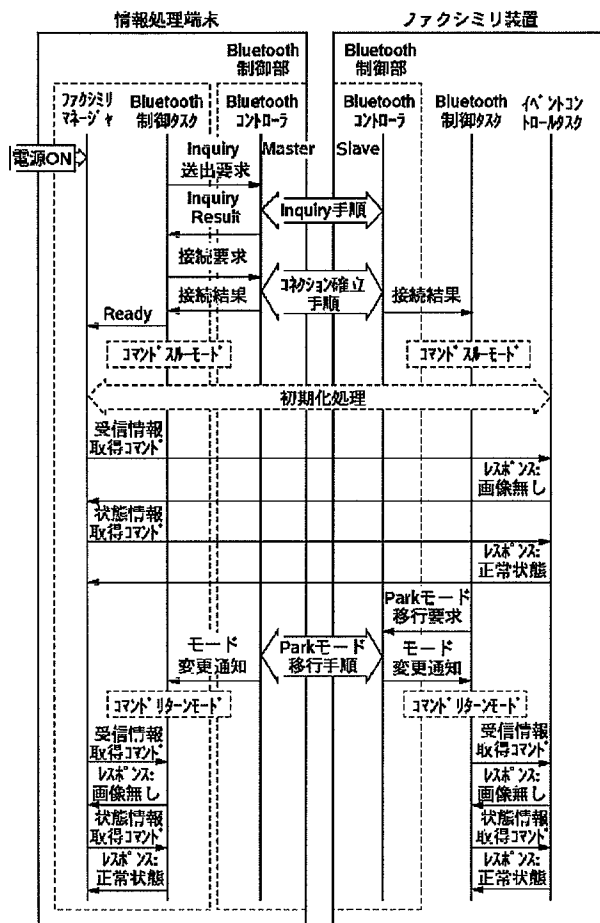 情報処理端末
ファクシミリ装置
Bluetooth
制御部
Bluetooth
制御部
ファクシミリ
マネージャ
Bluetooth
制御タスク
Bluetooth
コントローラ
Bluetooth
コントローラ
Bluetooth
制御タスク
イベントコン
トロールタスク
電源ON
Inquiry
送出要求
Master
Slave
Inquiry
Result
Inquiry手順
接続要求
接続結果
コネクション確立
手順
接続結果
Ready
コマンドスルーモード
コマンドスルーモード
初期化処理
受信情報
取得コマンド
レスポンス:
画像無し
状態情報
取得コマンド
レスポンス:
正常状態
Parkモード
移行要求
モード
変更通知
Parkモード
移行手順
モード
変更通知
コマンドリターンモード
コマンドリターンモード
受信情報
取得コマンド
受信情報
取得コマンド
レスポンス:
画像無し
レスポンス:
画像無し
状態情報
取得コマンド
状態情報
取得コマンド
レスポンス:
正常状態
レスポンス:
正常状態